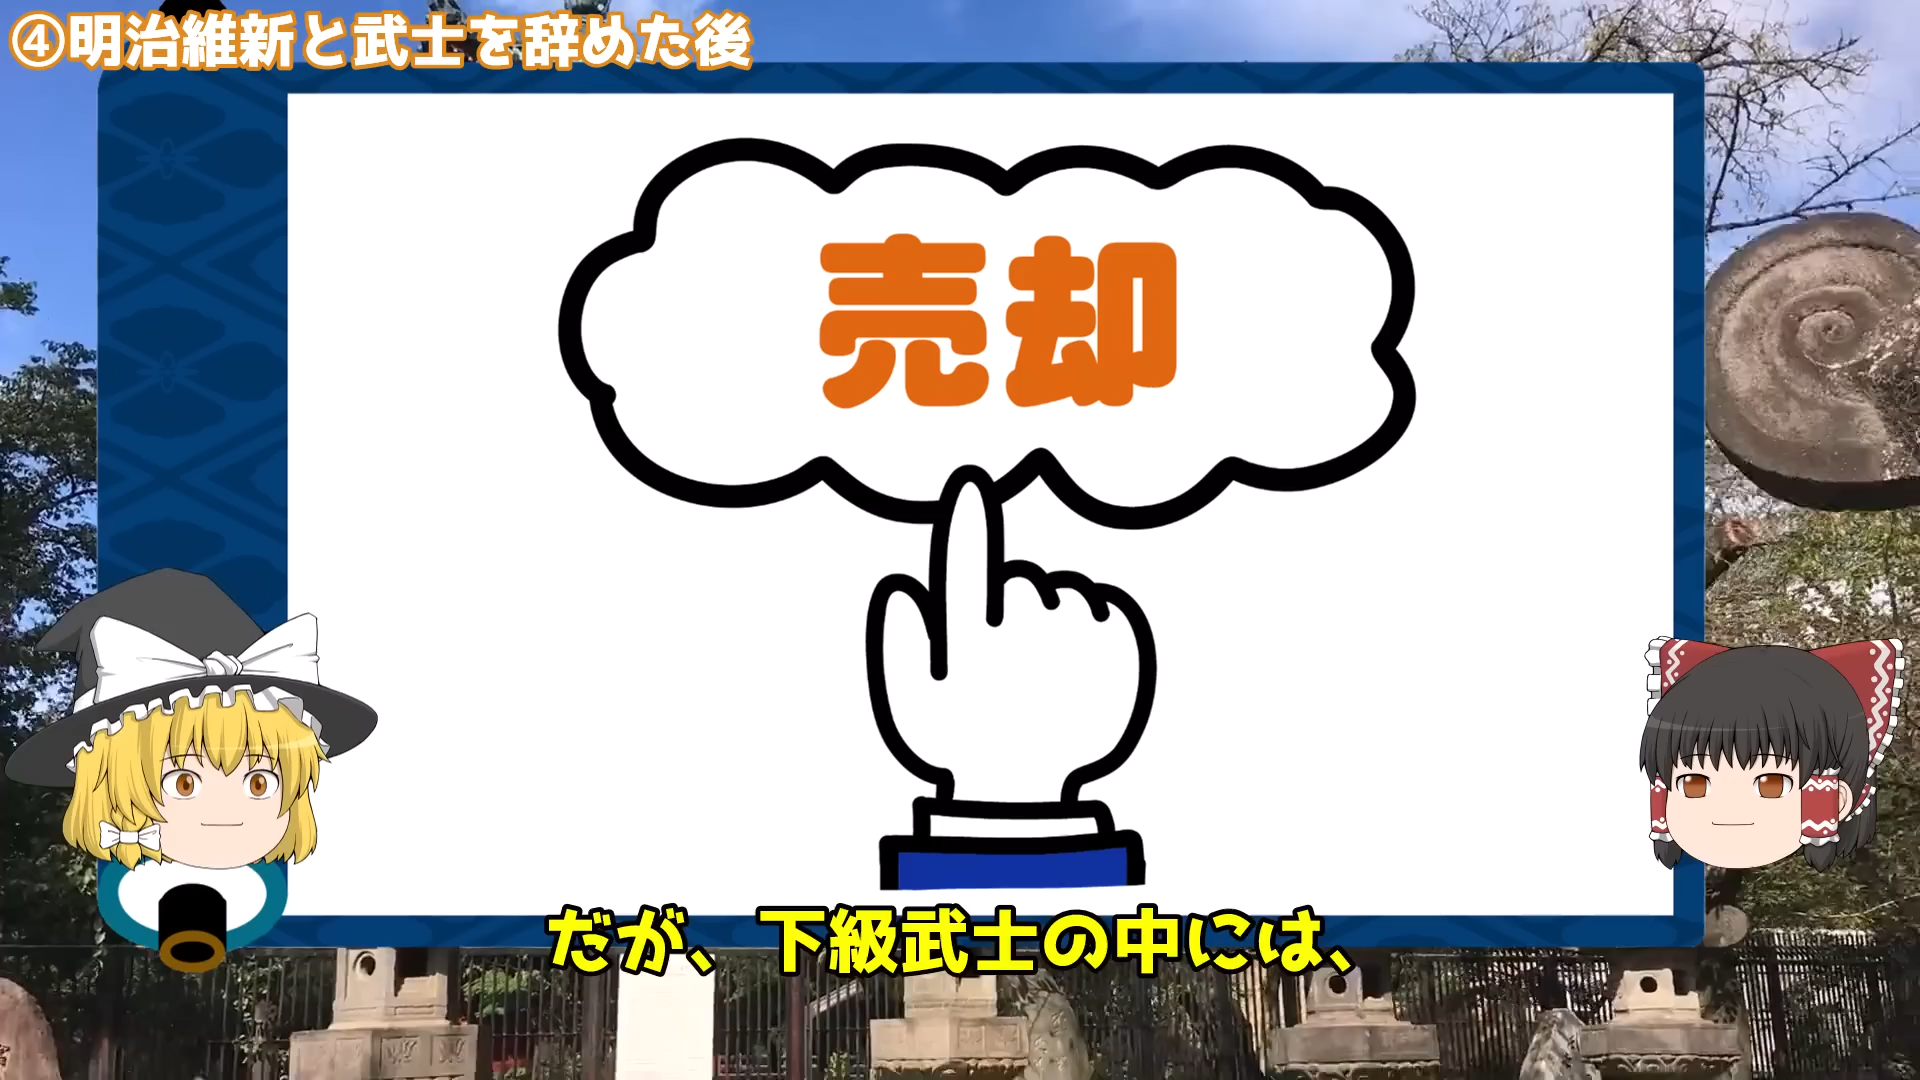 ④明治維新と武士を辞めた後
売却
だが、下級武士の中には、